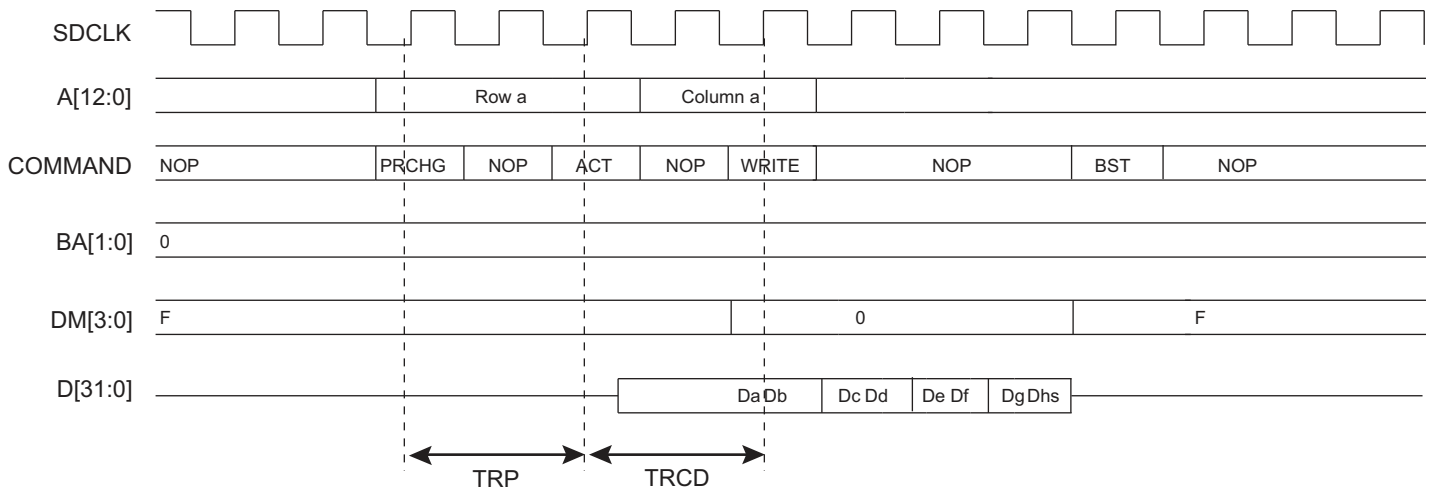 SDCLK
A[12:0] Row a Column a
COMMAND NOP PRCHG NOP ACT NOP WRITE NOP BST NOP
BA[1:0] 0
DM[3:0] F 0 F
D[31:0] Da Db Dc Dd De Df Dg Dhs
TRP TRCD